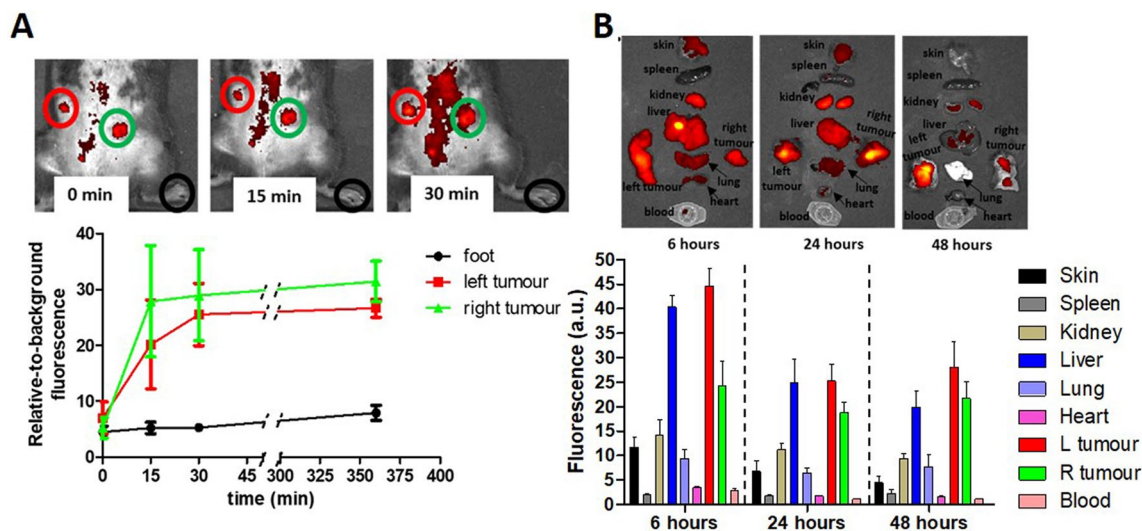 A
0 min
15 min
30 min
Relative-to-background
fluorescence
40
30
20
10
0
0
15
30
45
300
325
350
375
400
time (min)
foot
left tumour
right tumour
B
skin
spleen
kidney
liver
right
tumour
left tumour
lung
heart
blood
6 hours
skin
spleen
kidney
liver
right
tumour
left
tumour
lung
heart
blood
24 hours
skin
spleen
kidney
liver
left
tumour
right
tumour
lung
heart
blood
48 hours
Fluorescence (a.u.)
50
45
40
35
30
25
20
15
10
5
0
6 hours
24 hours
48 hours
Skin
Spleen
Kidney
Liver
Lung
Heart
L tumour
R tumour
Blood